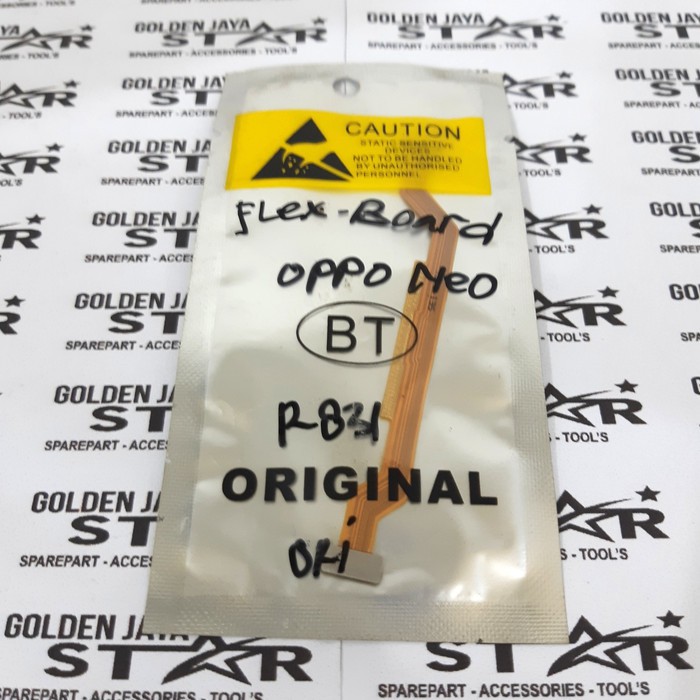 CAUTION
STATIC SENSITIVE
DEVICES
NOT TO BE HANDLED
BY UNAUTHORISED
PERSONNEL
FLex-Board
OPPO Neo
BT
R831
ORIGINAL
ORi
GOLDEN JAYA
STAR
SPAREPART - ACCESSORIES - TOOL'S